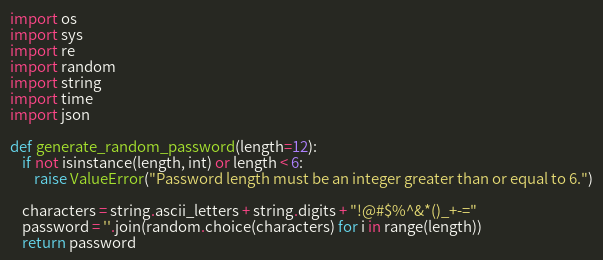 import os
import sys
import re
import random
import string
import time
import json

def generate_random_password(length=12):
    if not isinstance(length, int) or length < 6:
        raise ValueError("Password length must be an integer greater than or equal to 6.")

    characters = string.ascii_letters + string.digits + "!@#$%^&*()_+-="
    password = ''.join(random.choice(characters) for i in range(length))
    return password